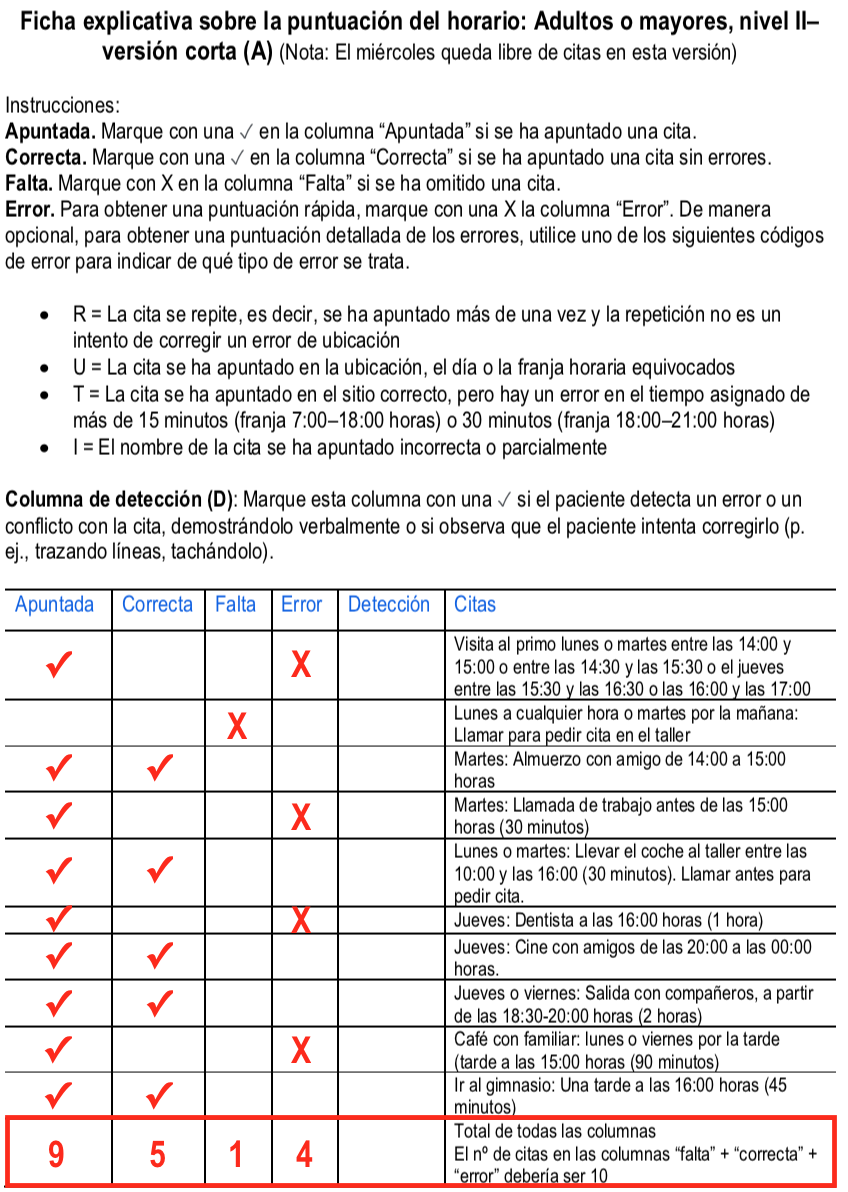 Ficha explicativa sobre la puntuación del horario: Adultos o mayores, nivel II–
versión corta (A) (Nota: El miércoles queda libre de citas en esta versión)
Instrucciones:
Apuntada. Marque con una ✓ en la columna “Apuntada” si se ha apuntado una cita.
Correcta. Marque con una ✓ en la columna “Correcta” si se ha apuntado una cita sin errores.
Falta. Marque con X en la columna “Falta” si se ha omitido una cita.
Error. Para obtener una puntuación rápida, marque con una X la columna “Error”. De manera
opcional, para obtener una puntuación detallada de los errores, utilice uno de los siguientes códigos
de error para indicar de qué tipo de error se trata.
• R = La cita se repite, es decir, se ha apuntado más de una vez y la repetición no es un
intento de corregir un error de ubicación
• U = La cita se ha apuntado en la ubicación, el día o la franja horaria equivocados
• T = La cita se ha apuntado en el sitio correcto, pero hay un error en el tiempo asignado de
más de 15 minutos (franja 7:00–18:00 horas) o 30 minutos (franja 18:00–21:00 horas)
• I = El nombre de la cita se ha apuntado incorrecta o parcialmente
Columna de detección (D): Marque esta columna con una ✓ si el paciente detecta un error o un
conflicto con la cita, demostrándolo verbalmente o si observa que el paciente intenta corregirlo (p.
ej., trazando líneas, tachándolo).
Apuntada Correcta Falta Error Detección Citas
✓ X Visita al primo lunes o martes entre las 14:00 y
15:00 o entre las 14:30 y las 15:30 o el jueves
entre las 15:30 y las 16:30 o las 16:00 y las 17:00
X Lunes a cualquier hora o martes por la mañana:
Llamar para pedir cita en el taller
✓ ✓ Martes: Almuerzo con amigo de 14:00 a 15:00
horas
✓ X Martes: Llamada de trabajo antes de las 15:00
horas (30 minutos)
✓ ✓ Lunes o martes: Llevar el coche al taller entre las
10:00 y las 16:00 (30 minutos). Llamar antes para
pedir cita.
✓ X Jueves: Dentista a las 16:00 horas (1 hora)
✓ ✓ Jueves: Cine con amigos de las 20:00 a las 00:00
horas.
✓ ✓ Jueves o viernes: Salida con compañeros, a partir
de las 18:30-20:00 horas (2 horas)
✓ X Café con familiar: lunes o viernes por la tarde
(tarde a las 15:00 horas (90 minutos)
✓ ✓ Ir al gimnasio: Una tarde a las 16:00 horas (45
minutos)
9 5 1 4 Total de todas las columnas
El nº de citas en las columnas “falta” + “correcta” +
“error” debería ser 10